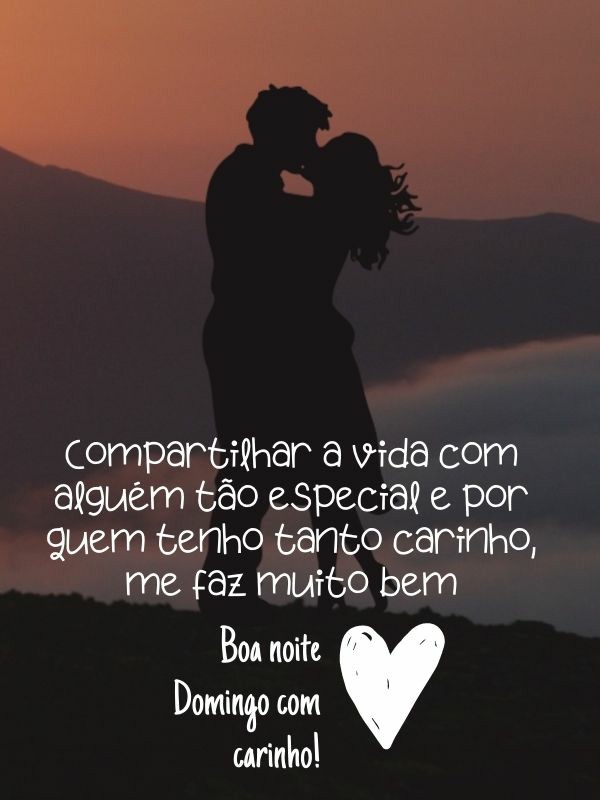 Compartilhar a vida com
alguém tão especial e por
quem tenho tanto carinho,
me faz muito bem
Boa noite
Domingo com
carinho!